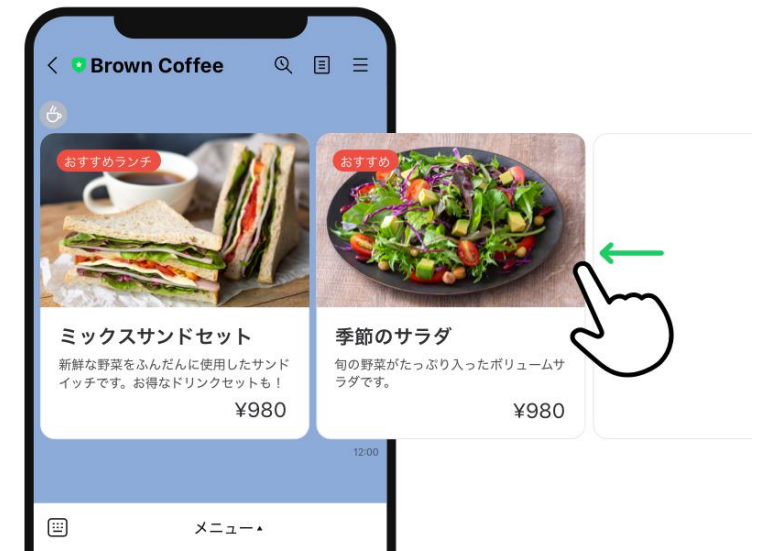 Brown Coffee
おすすめランチ
おすすめ
ミックスサンドセット
新鮮な野菜をふんだんに使用したサンド
イッチです。お得なドリンクセットも！
¥980
季節のサラダ
旬の野菜がたっぷり入ったボリュームサ
ラダです。
¥980
12:00
メニュー▴